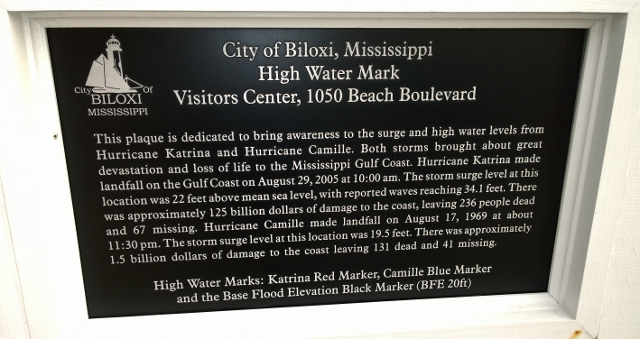 City of Biloxi, Mississippi
High Water Mark
Visitors Center, 1050 Beach Boulevard
City Of
BILOXI
MISSISSIPPI
This plaque is dedicated to bring awareness to the surge and high water levels from
Hurricane Katrina and Hurricane Camille. Both storms brought about great
devastation and loss of life to the Mississippi Gulf Coast. Hurricane Katrina made
landfall on the Gulf Coast on August 29, 2005 at 10:00 am. The storm surge level at this
location was 22 feet above mean sea level, with reported waves reaching 34.1 feet. There
was approximately 125 billion dollars of damage to the coast, leaving 236 people dead
and 67 missing. Hurricane Camille made landfall on August 17, 1969 at about
11:30 pm. The storm surge level at this location was 19.5 feet. There was approximately
1.5 billion dollars of damage to the coast leaving 131 dead and 41 missing.
High Water Marks: Katrina Red Marker, Camille Blue Marker
and the Base Flood Elevation Black Marker (BFE 20ft)